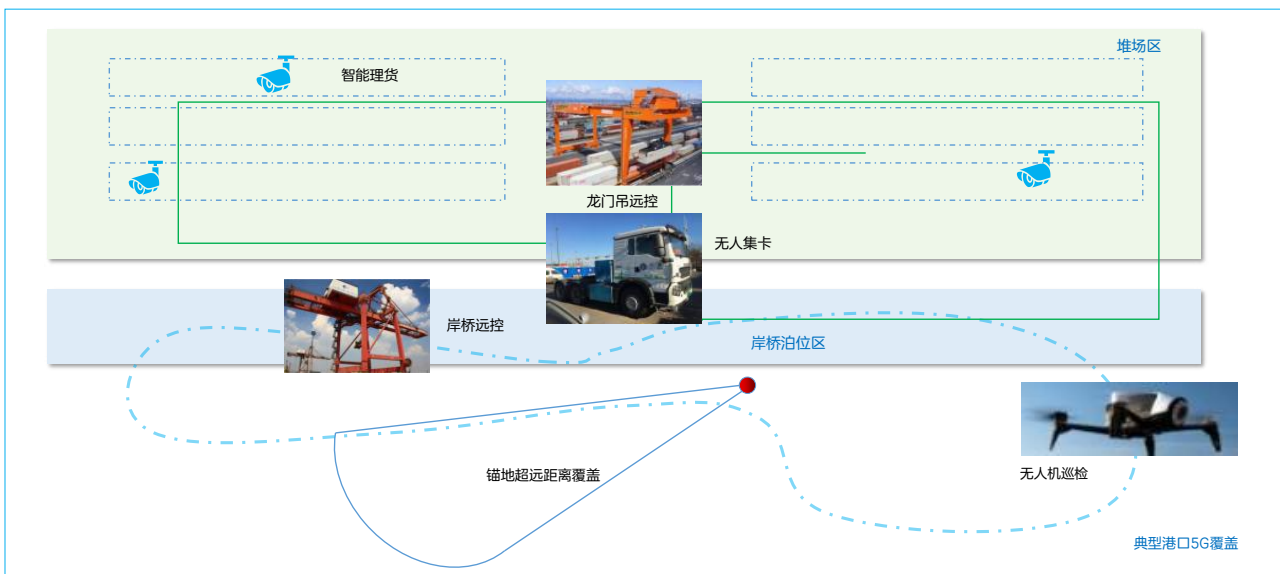 堆场区
智能理货
龙门吊远控
无人集卡
岸桥远控
岸桥泊位区
锚地超远距离覆盖
无人机巡检
典型港口5G覆盖